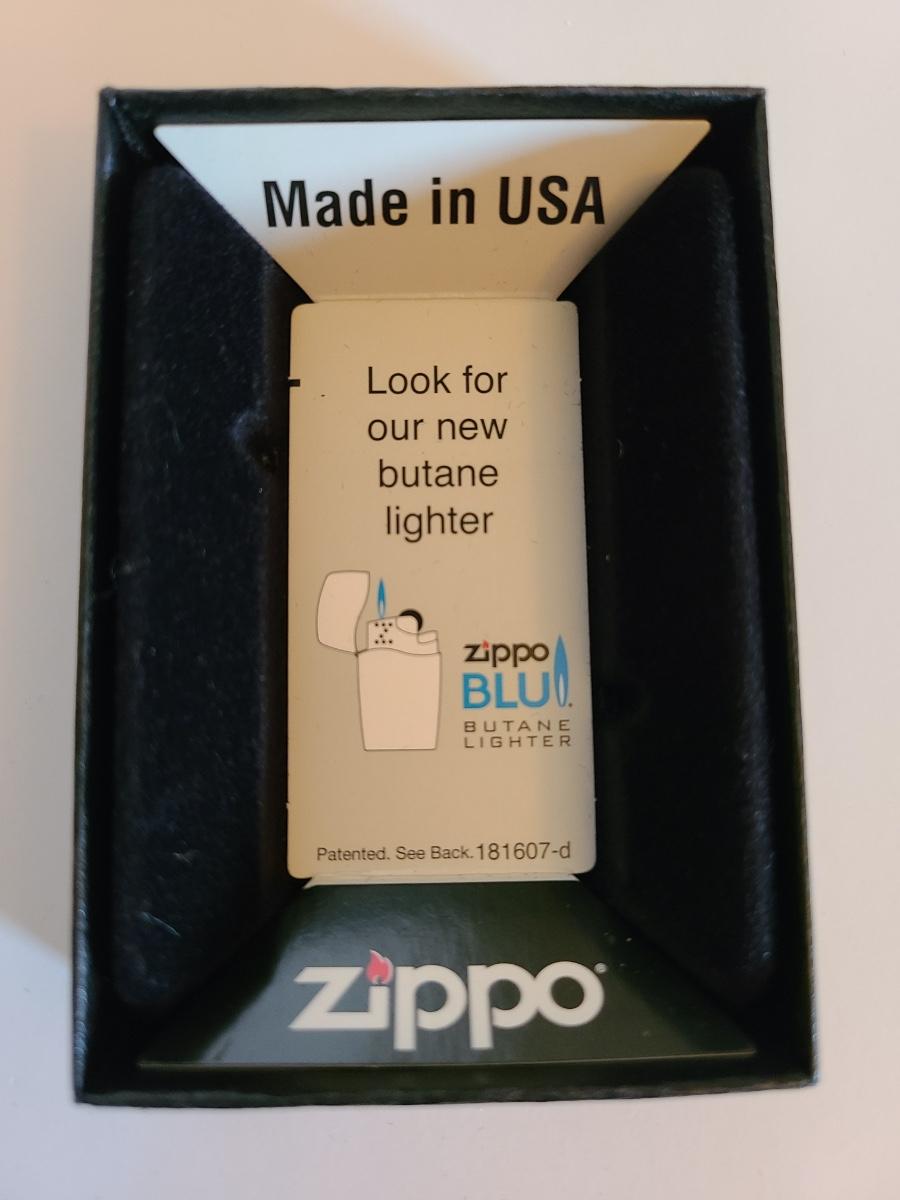 Made in USA
Look for
our new
butane
lighter
zippo
BLU
BUTANE
LIGHTER
Patented. See Back. 181607-d
zippo®